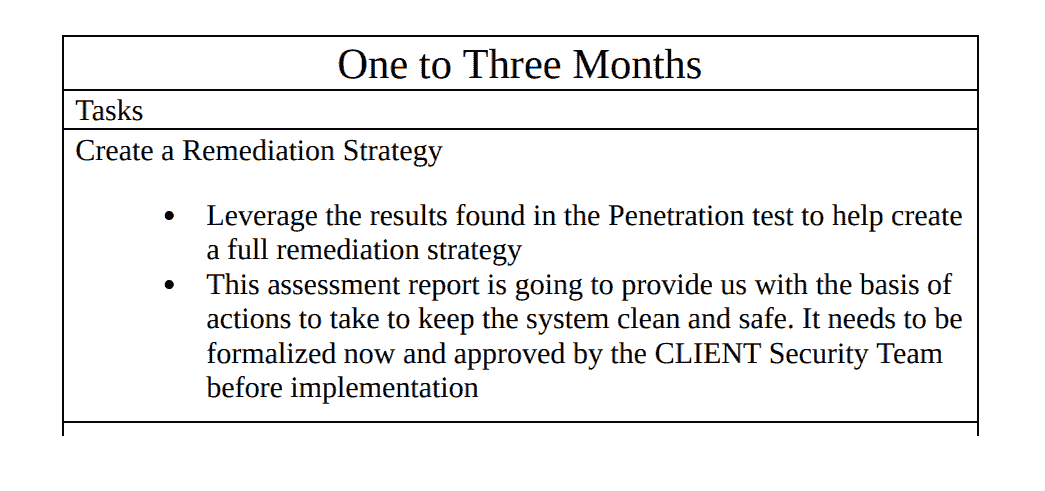 One to Three Months
Tasks
Create a Remediation Strategy
• Leverage the results found in the Penetration test to help create
a full remediation strategy
• This assessment report is going to provide us with the basis of
actions to take to keep the system clean and safe. It needs to be
formalized now and approved by the CLIENT Security Team
before implementation